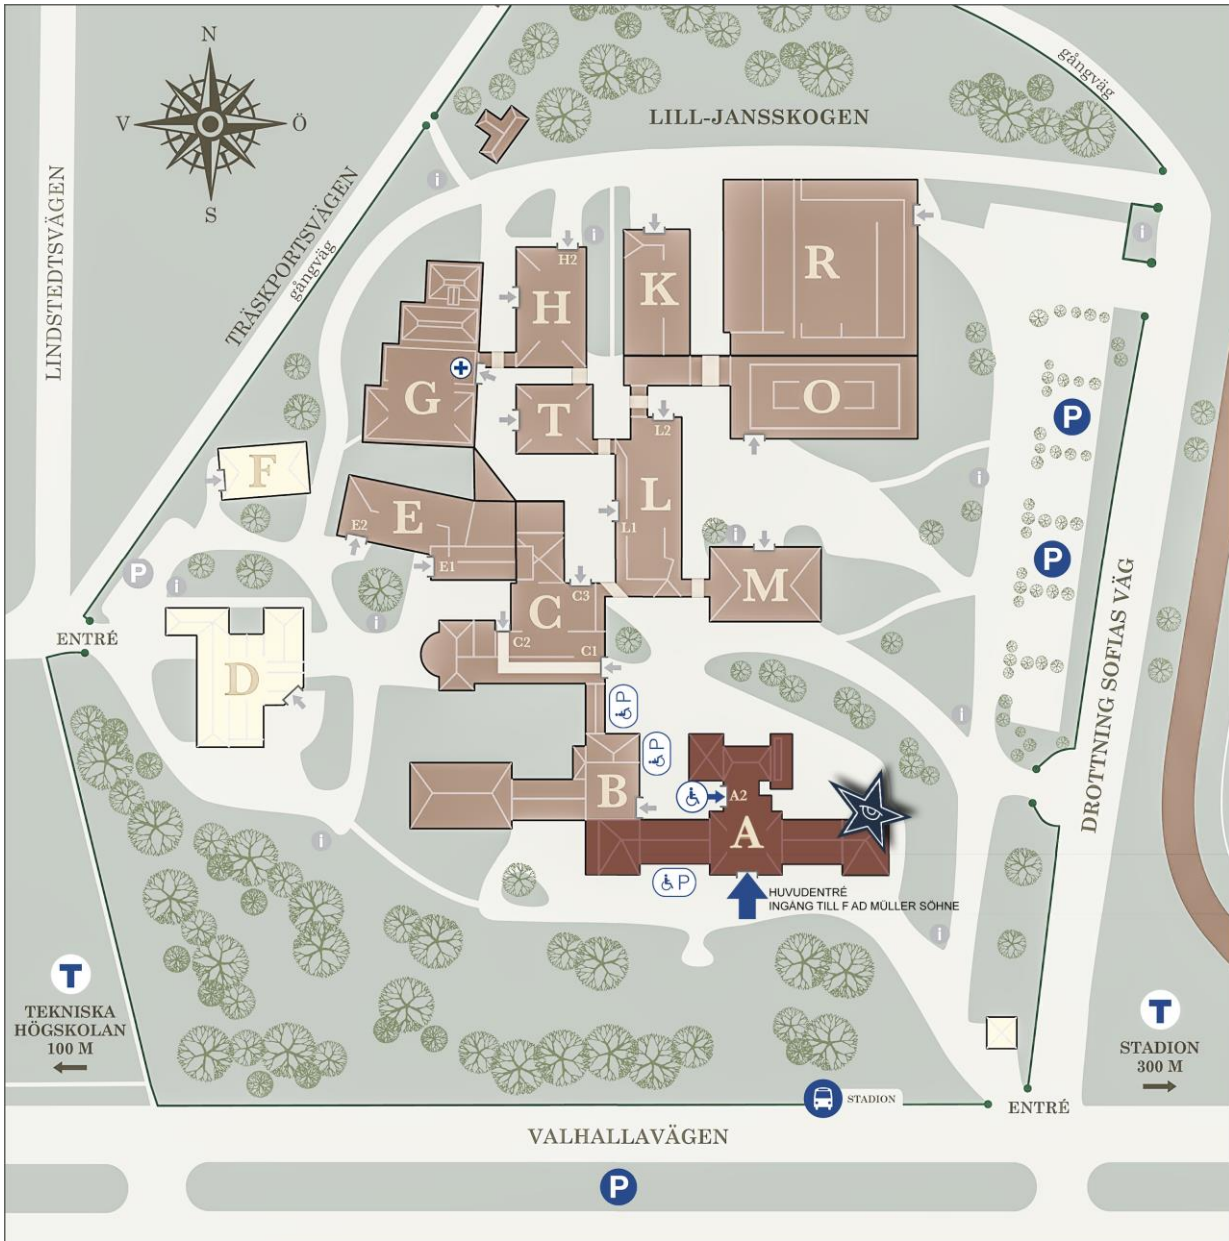 N
V
Ö
S
LINDSTEDTSVÄGEN
TRÄSKPORTSVÄGEN
gångväg
LILL-JANSSKOGEN
gångväg
i
i
i
H2
H
K
R
G
T
O
P
L2
F
E
E2
E1
L
L1
i
i
M
P
P
i
C
C3
C2
C1
i
ENTRÉ
D
P
i
DROTTNING SOFIAS VÄG
P
B
A2
A
i
P
HUVUDENTRÉ
INGÅNG TILL F AD MÜLLER SÖHNE
i
T
TEKNISKA
HÖGSKOLAN
100 M
T
STADION
300 M
STADION
ENTRÉ
VALHALLAVÄGEN
P